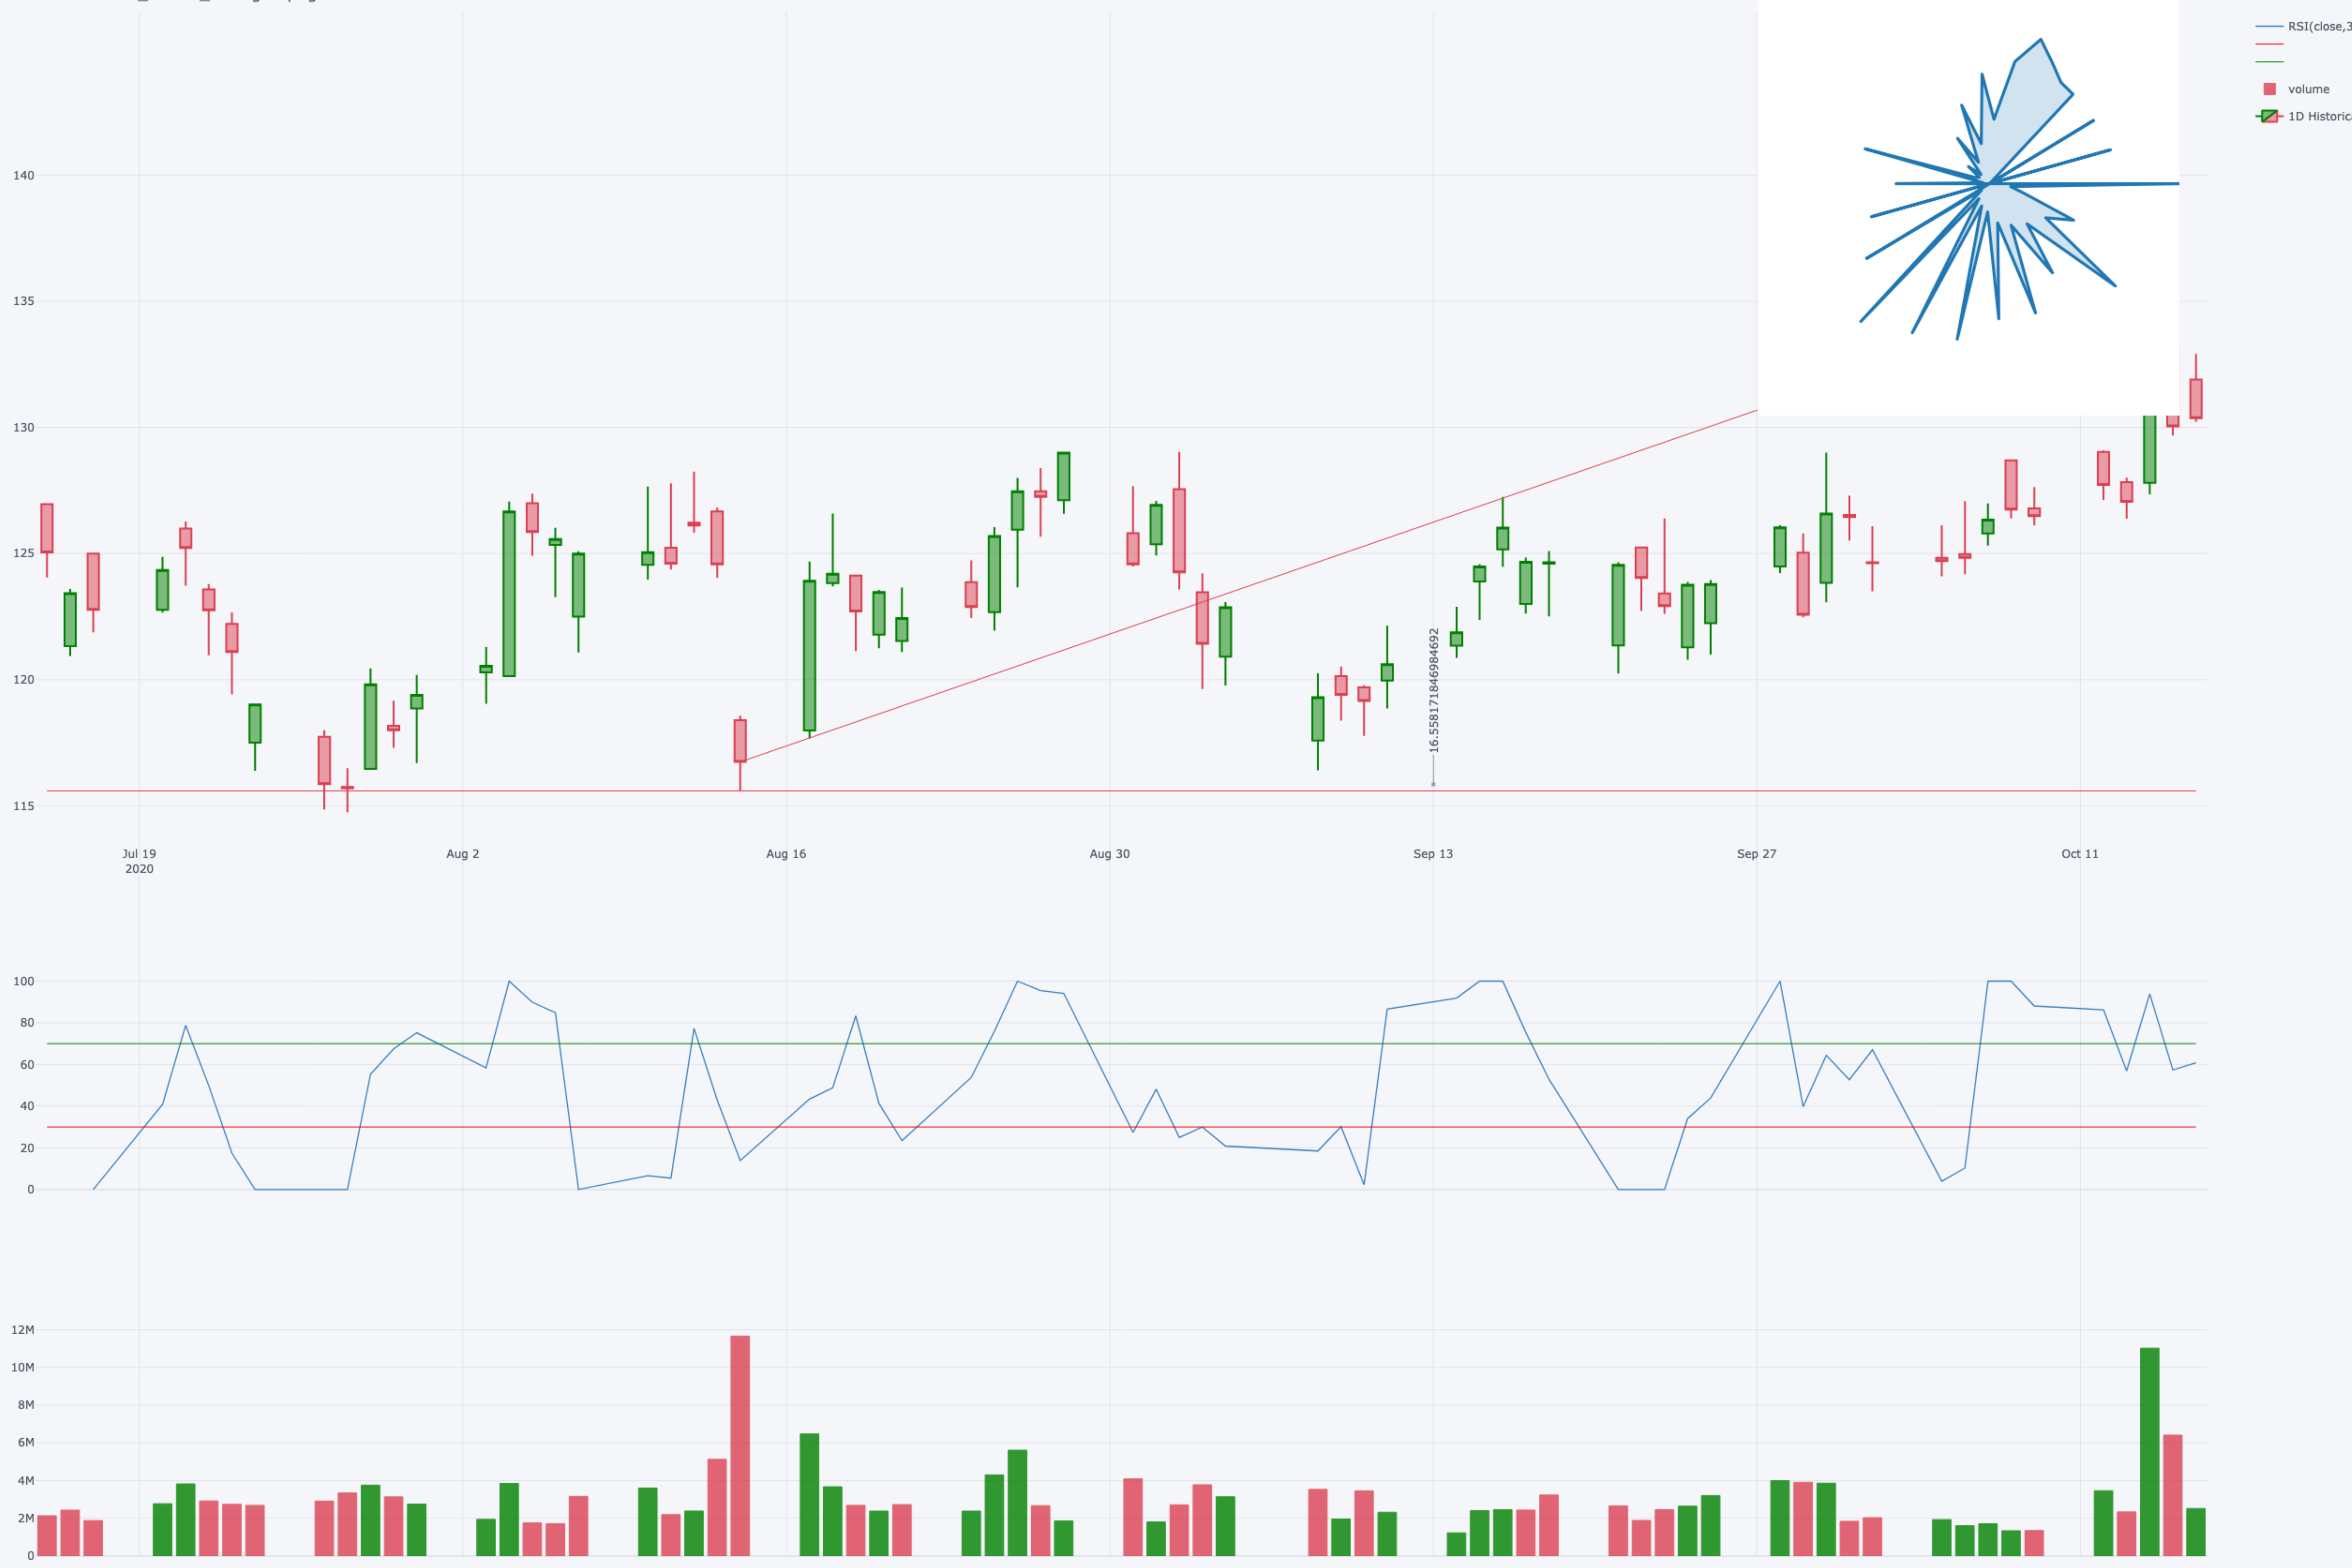 RSI(close,3
volume
1D Historic
140
135
130
125
120
115
16.558171846984692
Jul 19
2020
Aug 2
Aug 16
Aug 30
Sep 13
Sep 27
Oct 11
100
80
60
40
20
0
12M
10M
8M
6M
4M
2M
0